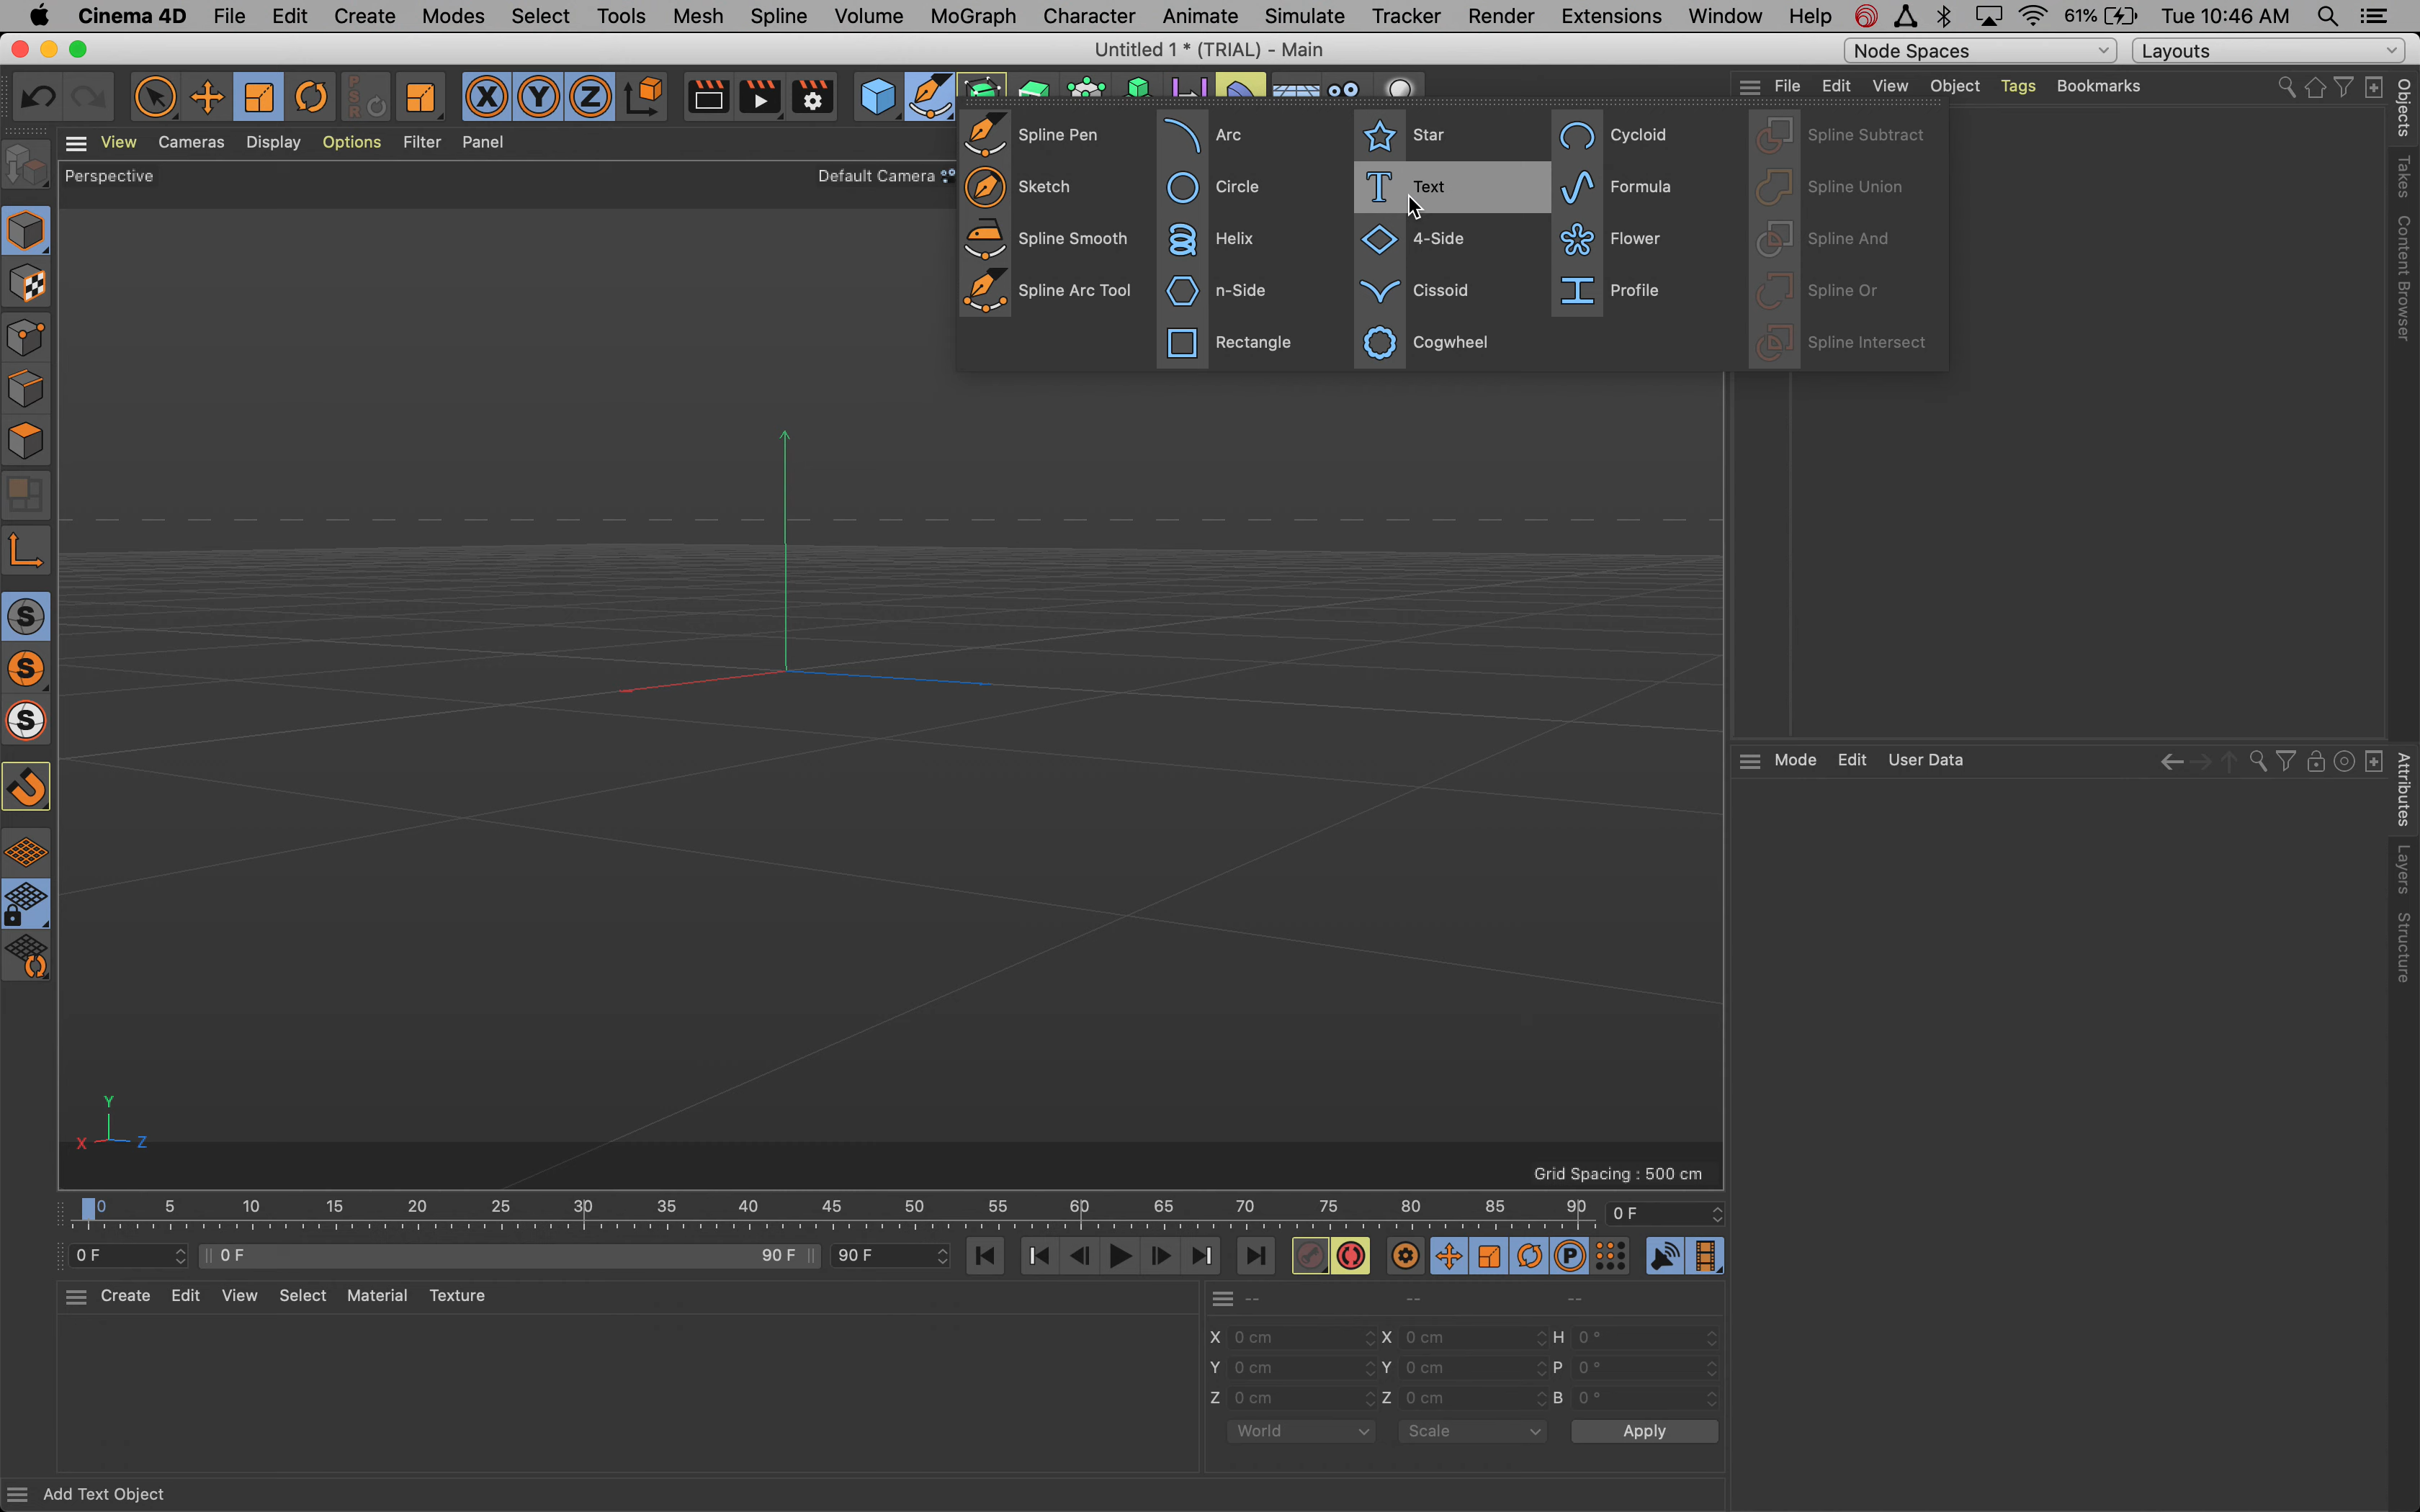 Cinema 4D File Edit Create Modes Select Tools Mesh Spline Volume MoGraph Character Animate Simulate Tracker Render Extensions Window Help 61% Tue 10:46 AM
Untitled 1 * (TRIAL) - Main
Node Spaces
Layouts
PSR
X Y Z
File Edit View Object Tags Bookmarks
View Cameras Display Options Filter Panel
Perspective
Default Camera
Spline Pen
Arc
Star
Cycloid
Spline Subtract
Sketch
Circle
Text
Formula
Spline Union
Spline Smooth
Helix
4-Side
Flower
Spline And
Spline Arc Tool
n-Side
Cissoid
Profile
Spline Or
Rectangle
Cogwheel
Spline Intersect
Objects
Takes
Content Browser
S
S
S
Mode Edit User Data
Attributes
Layers
Structure
Y
X
Z
Grid Spacing : 500 cm
0 5 10 15 20 25 30 35 40 45 50 55 60 65 70 75 80 85 90
0 F
0 F
0 F
90 F
90 F
P
Create Edit View Select Material Texture
-- -- --
X 0 cm X 0 cm H 0 °
Y 0 cm Y 0 cm P 0 °
Z 0 cm Z 0 cm B 0 °
World Scale Apply
Add Text Object